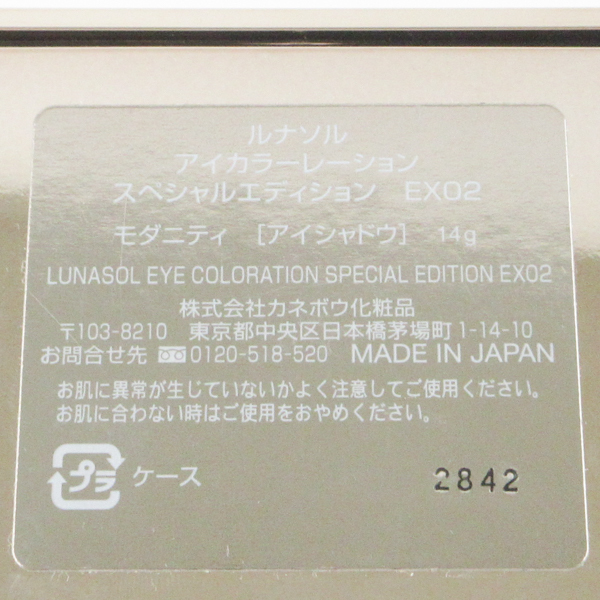 ルナソル
アイカラーレーション
スペシャルエディション EX02
モダニティ [アイシャドウ] 14g
LUNASOL EYE COLORATION SPECIAL EDITION EX02
株式会社カネボウ化粧品
〒103-8210 東京都中央区日本橋茅場町1-14-10
お問合せ先 0120-518-520 MADE IN JAPAN
お肌に異常が生じていないかよく注意してご使用ください。
お肌に合わない時はご使用をおやめください。
プラ ケース 2842